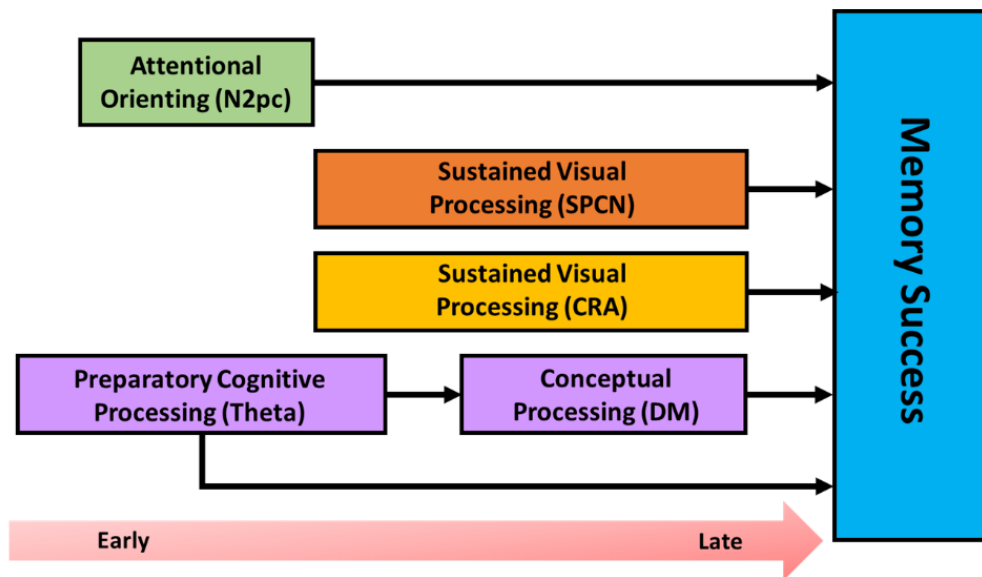 Attentional
Orienting (N2pc)
Sustained Visual
Processing (SPCN)
Sustained Visual
Processing (CRA)
Preparatory Cognitive
Processing (Theta)
Conceptual
Processing (DM)
Memory Success
Early
Late